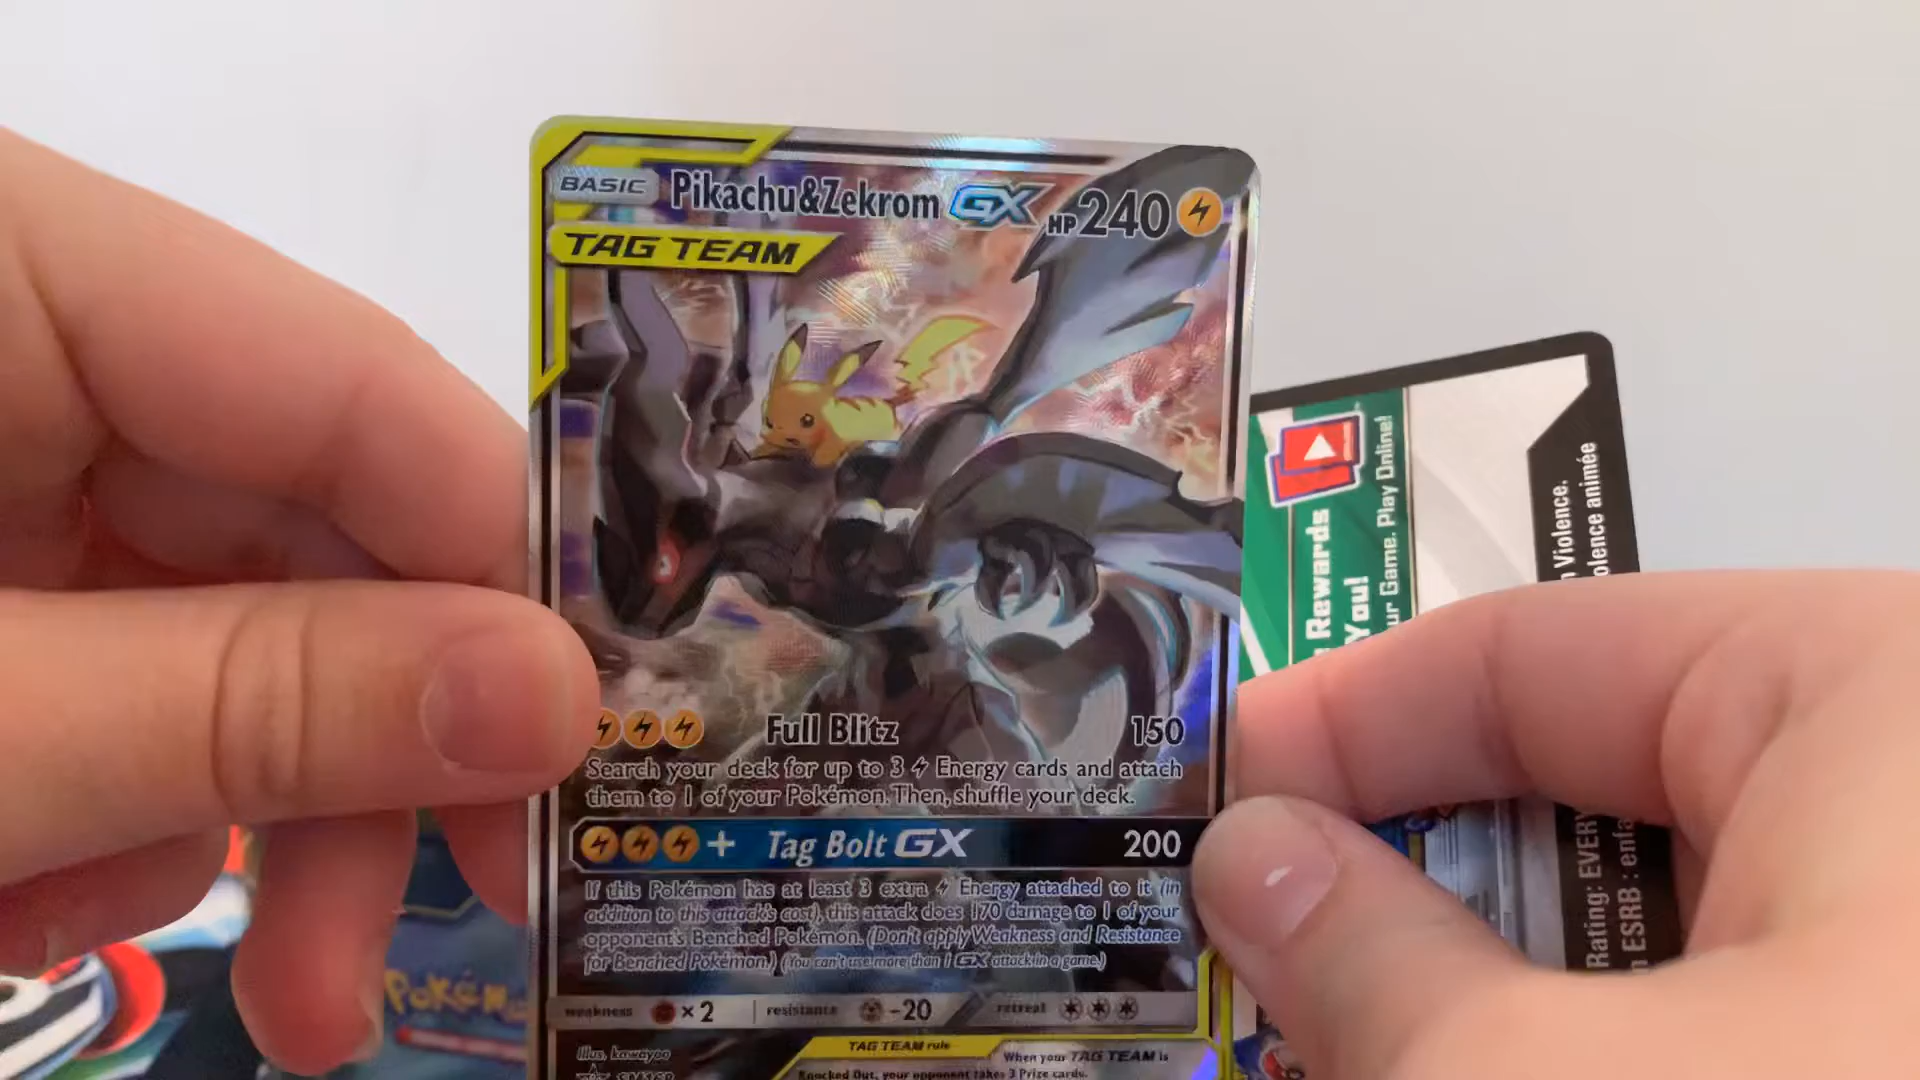 BASIC Pikachu&Zekrom GX HP 240
TAG TEAM
Full Blitz 150
Search your deck for up to 3 Energy cards and attach
them to 1 of your Pokémon. Then, shuffle your deck.
+ Tag Bolt GX 200
If this Pokémon has at least 3 extra Energy attached to it (in
addition to this attack's cost), this attack does 170 damage to 1 of your
opponent's Benched Pokémon. (Don't apply Weakness and Resistance
for Benched Pokémon.) (You can't use more than 1 GX attack in a game.)
weakness ×2 resistance -20 retreat
Illus. kawayoo
TAG TEAM rule
When your TAG TEAM is
Knocked Out, your opponent takes 3 Prize cards.
Rewards
You!
ur Game. Play Online!
Violence.
olence animée
Rating: EVERY
ESRB : enfa